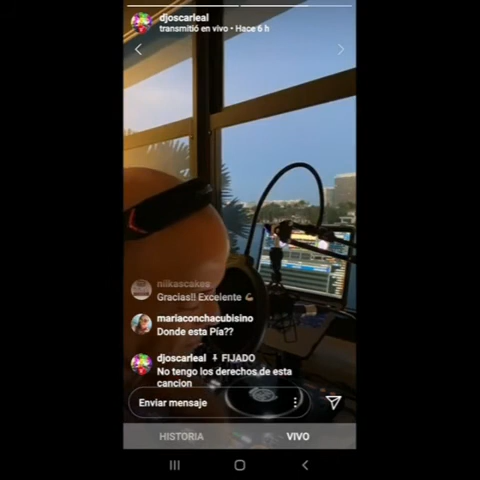 djoscarleal
transmitió en vivo • Hace 6 h
nilkascakes
Gracias!! Excelente 💪🏼
mariaconchacubisino
Donde esta Pía??
djoscarleal 📌 FIJADO
No tengo los derechos de esta
cancion
Enviar mensaje
HISTORIA
VIVO